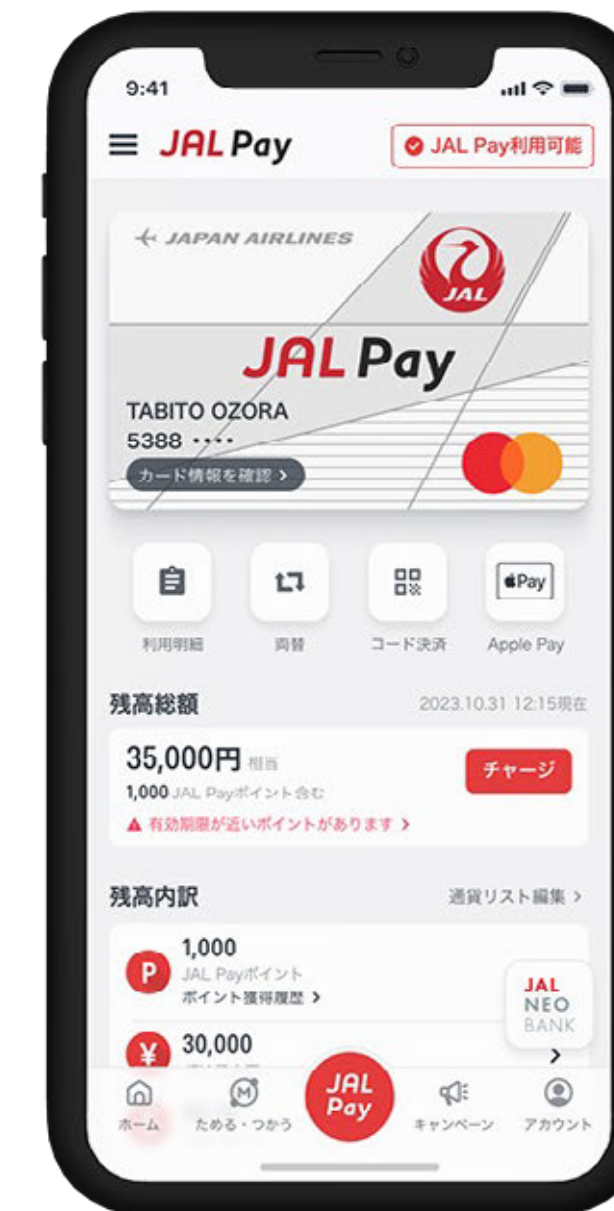 9:41
JAL Pay
JAL Pay利用可能
JAPAN AIRLINES
JAL
JAL Pay
TABITO OZORA
5388 ····
カード情報を確認 >
利用明細
両替
コード決済
Pay
Apple Pay
残高総額
2023.10.31 12:15現在
35,000円 相当
チャージ
1,000 JAL Payポイント含む
有効期限が近いポイントがあります >
残高内訳
通貨リスト編集 >
P
1,000
JAL Payポイント
ポイント獲得履歴 >
JAL
NEO
BANK
¥
30,000
>
ホーム
M
ためる・つかう
JAL
Pay
キャンペーン
アカウント